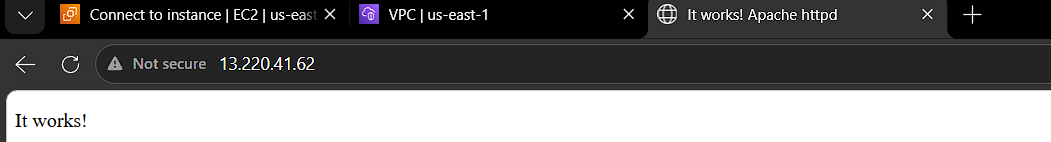 Connect to instance | EC2 | us-east
VPC | us-east-1
It works! Apache httpd
Not secure 13.220.41.62
It works!